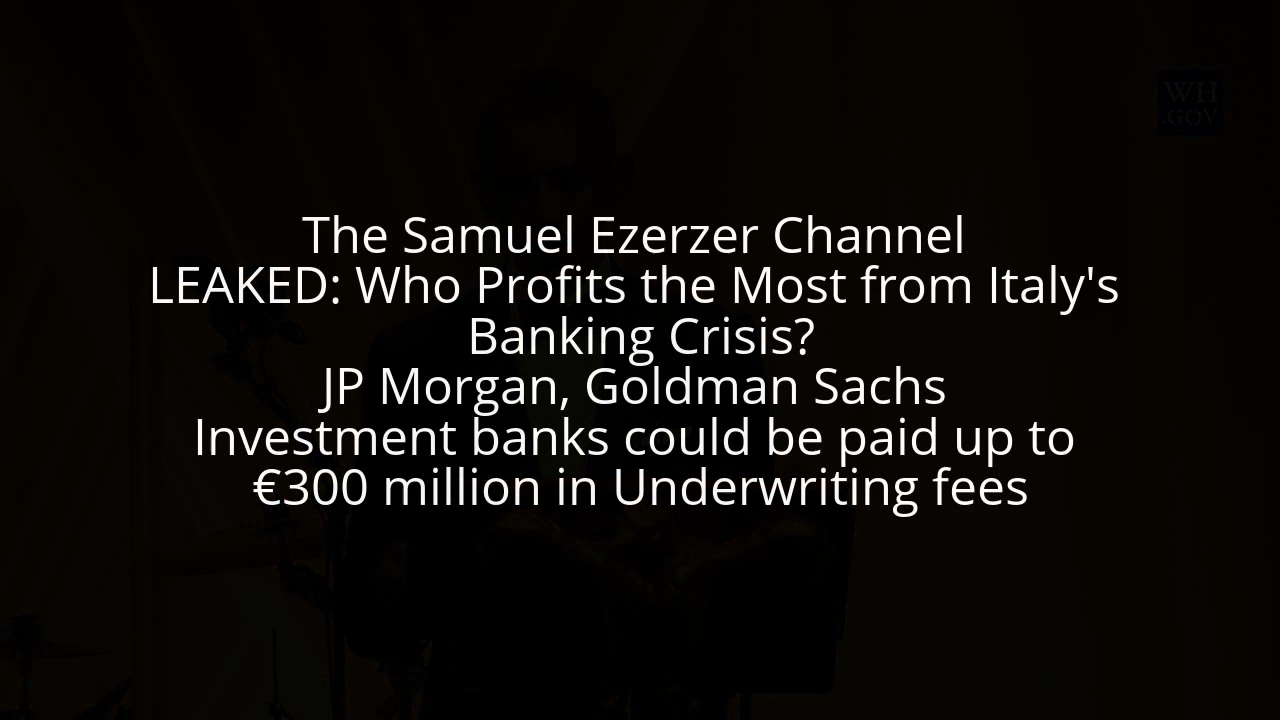 WH
.GOV
The Samuel Ezerzer Channel
LEAKED: Who Profits the Most from Italy's
Banking Crisis?
JP Morgan, Goldman Sachs
Investment banks could be paid up to
€300 million in Underwriting fees